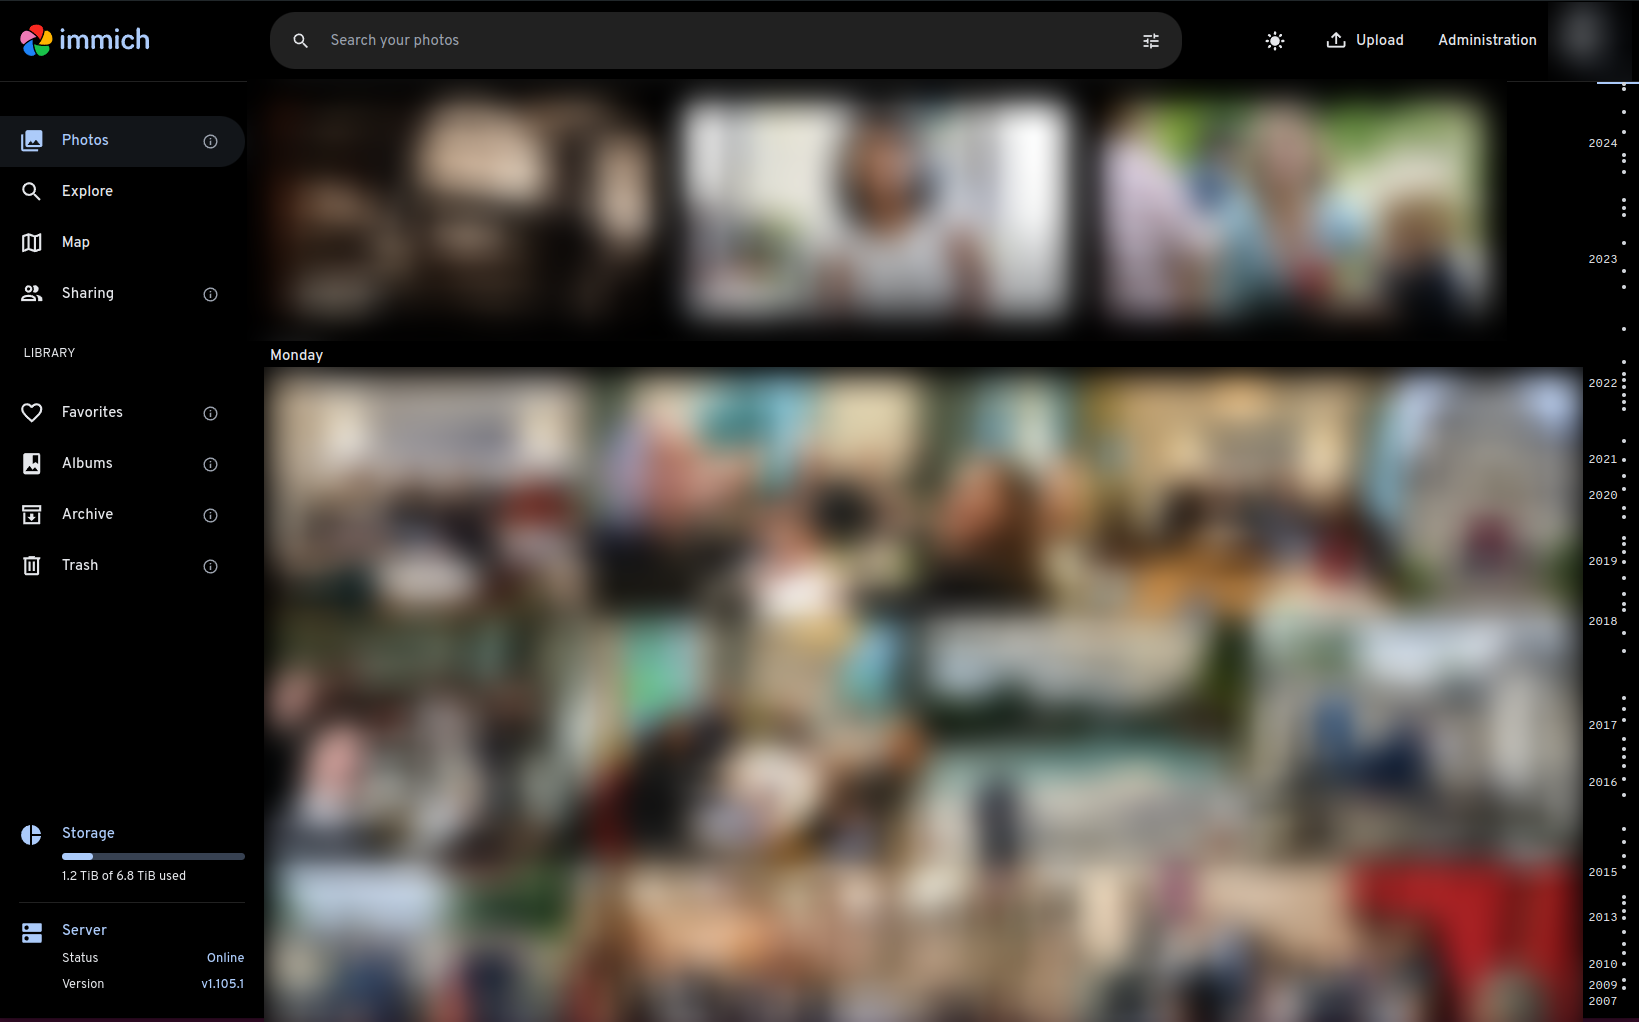 immich
Search your photos
Upload
Administration
Photos
Explore
Map
Sharing
LIBRARY
Favorites
Albums
Archive
Trash
Storage
1.2 TiB of 6.8 TiB used
Server
Status Online
Version v1.105.1
Monday
2024
2023
2022
2021
2020
2019
2018
2017
2016
2015
2013
2010
2009
2007